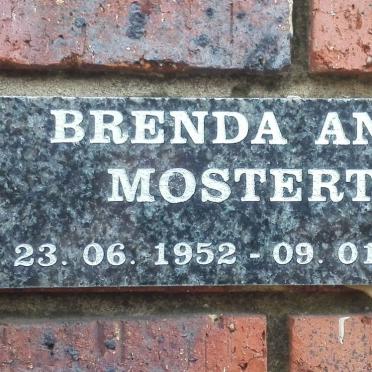 BRENDA AN
MOSTERT
23. 06. 1952 - 09. 01